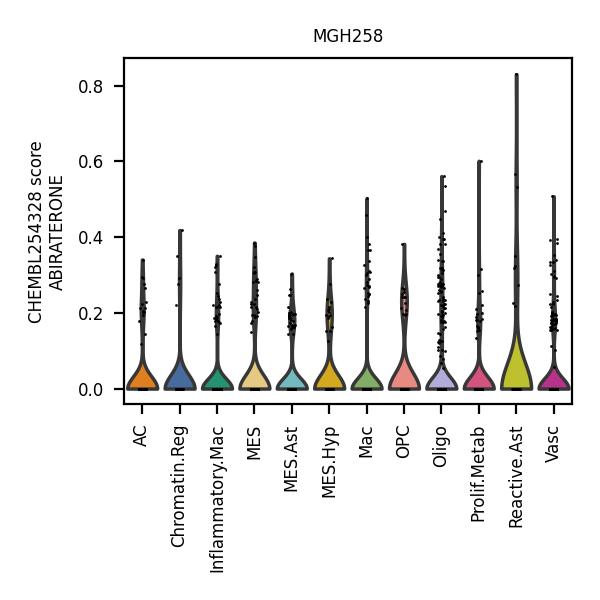 MGH258
CHEMBL254328 score
ABIRATERONE
0.8
0.6
0.4
0.2
0.0
AC
Chromatin.Reg
Inflammatory.Mac
MES
MES.Ast
MES.Hyp
Mac
OPC
Oligo
Prolif.Metab
Reactive.Ast
Vasc